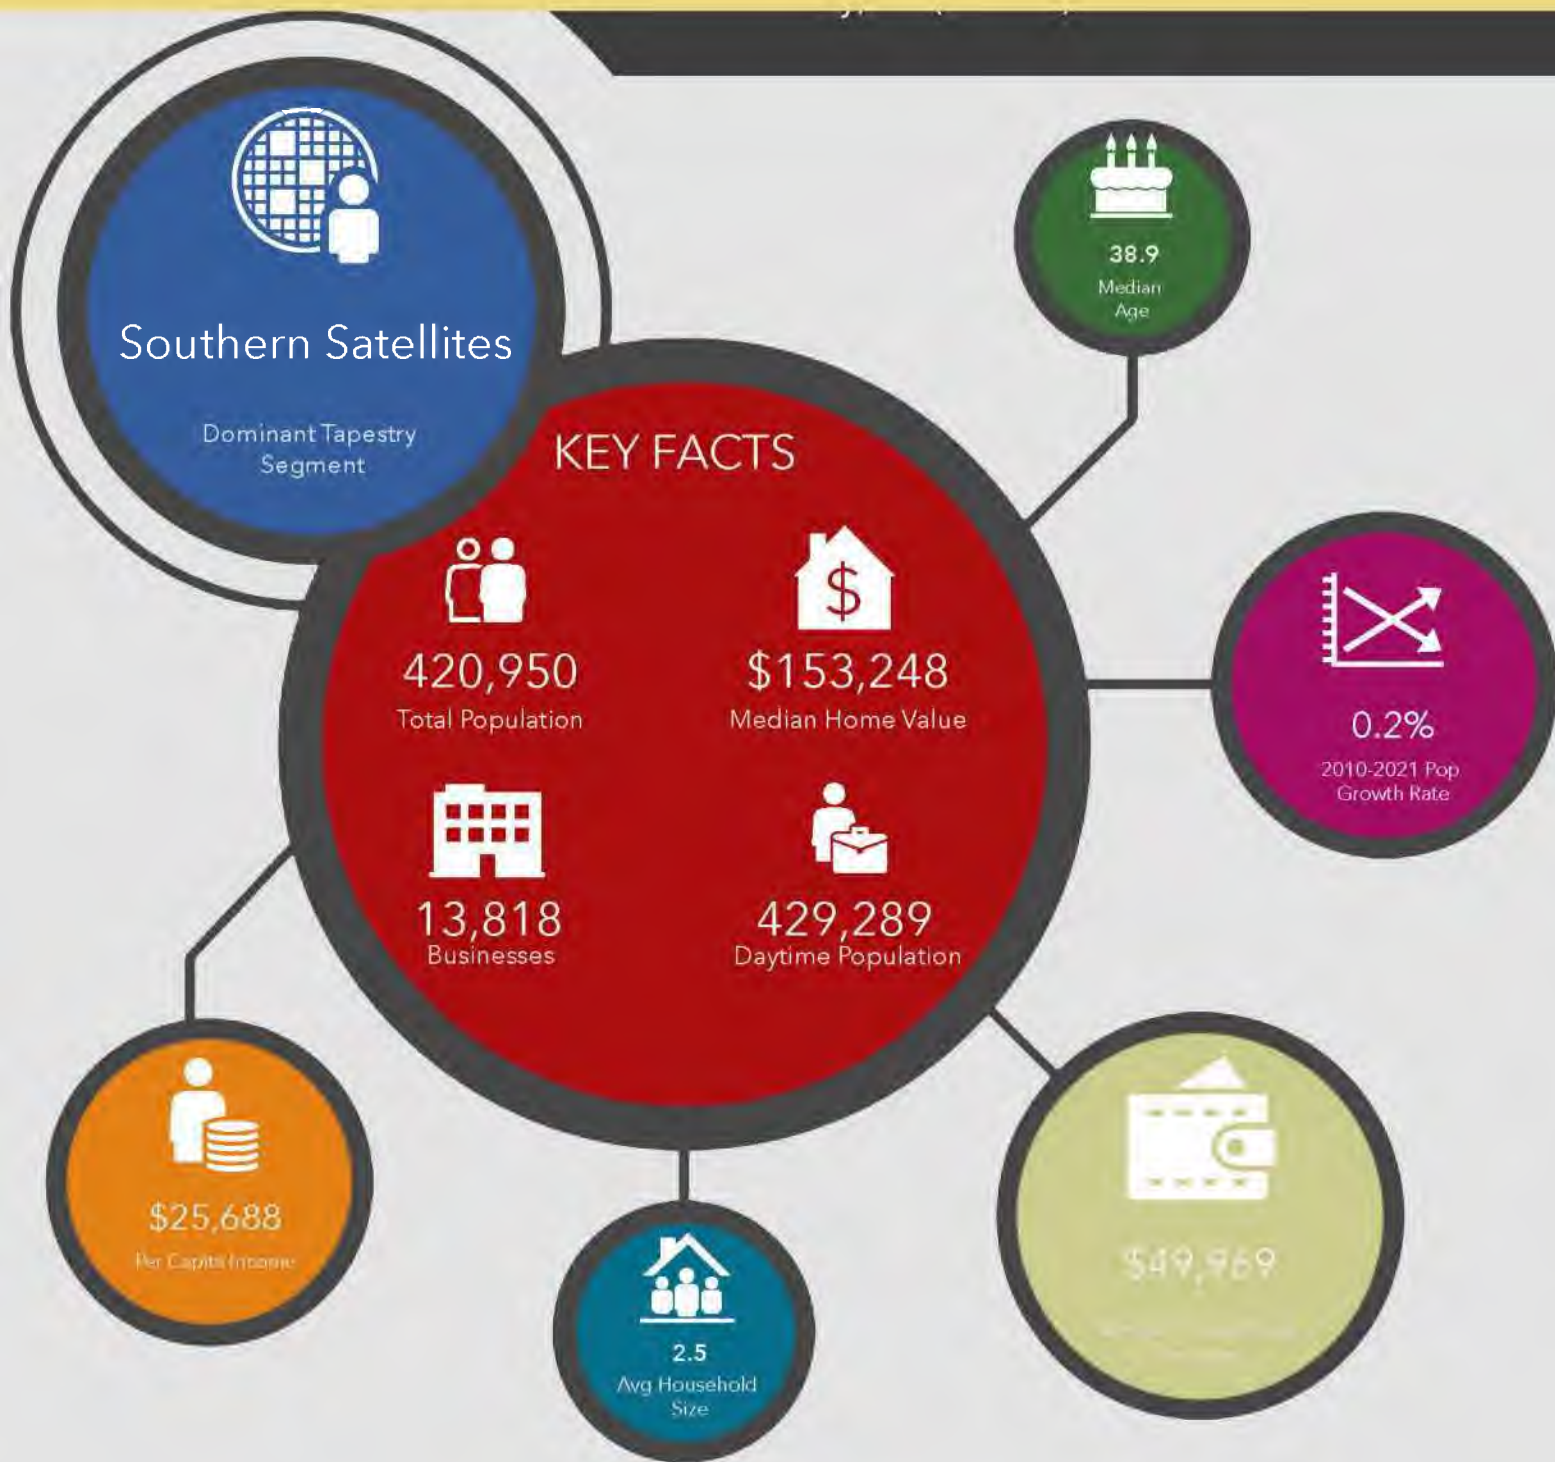 Southern Satellites
Dominant Tapestry
Segment
KEY FACTS
420,950
Total Population
$153,248
Median Home Value
13,818
Businesses
429,289
Daytime Population
38.9
Median
Age
0.2%
2010-2021 Pop
Growth Rate
$25,688
Per Capita Income
2.5
Avg Household
Size
$49,969